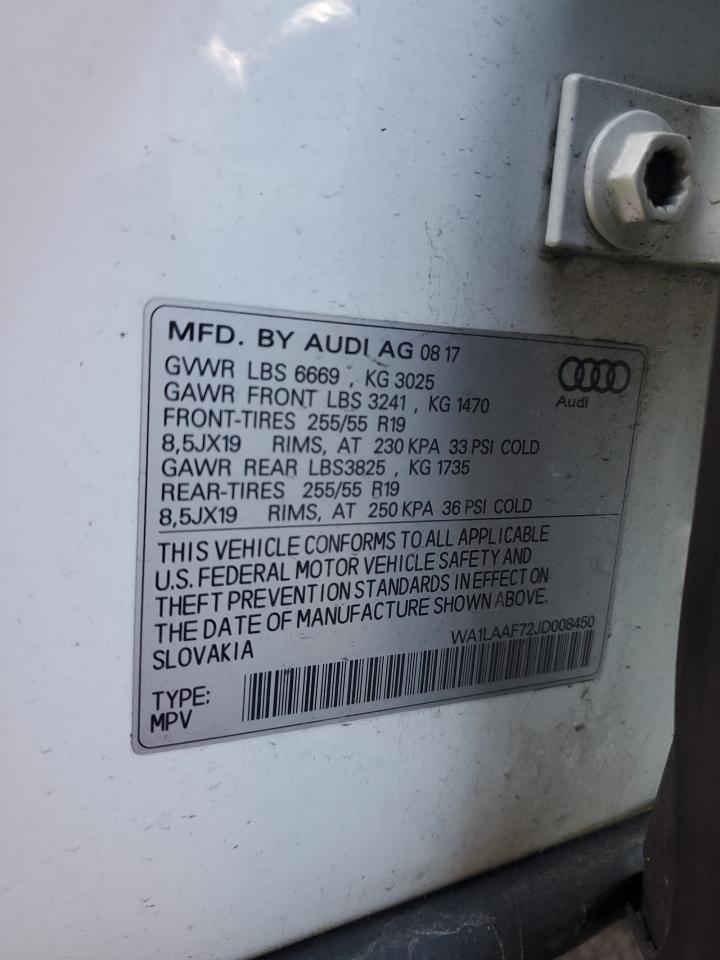 MFD. BY AUDI AG 08 17
GVWR LBS 6669 , KG 3025
GAWR FRONT LBS 3241 , KG 1470
FRONT-TIRES 255/55 R19
8,5JX19 RIMS, AT 230 KPA 33 PSI COLD
GAWR REAR LBS3825 , KG 1735
REAR-TIRES 255/55 R19
8,5JX19 RIMS, AT 250 KPA 36 PSI COLD
Audi
THIS VEHICLE CONFORMS TO ALL APPLICABLE
U.S. FEDERAL MOTOR VEHICLE SAFETY AND
THEFT PREVENTION STANDARDS IN EFFECT ON
THE DATE OF MANUFACTURE SHOWN ABOVE.
SLOVAKIA
WA1LAAF72JD008450
TYPE:
MPV